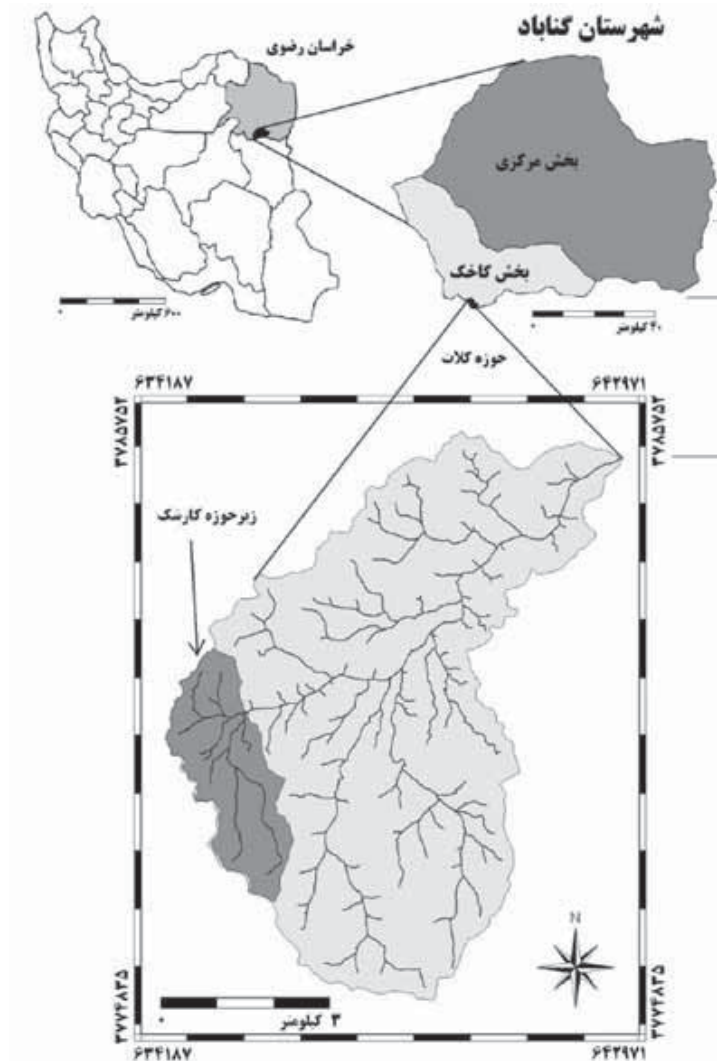 شهرستان گناباد
خراسان رضوی
بخش مرکزی
بخش کاخک
۰ ۶۰۰ کیلومتر
۰ ۴۰ کیلومتر
حوزه کلات
۶۳۴۱۸۷ ۶۴۲۹۷۱
۳۷۸۵۷۵۲ ۳۷۸۵۷۵۲
زیرحوزه کارشک
N
۳۷۷۴۸۳۵ ۳۷۷۴۸۳۵
۰ ۳ کیلومتر
۶۳۴۱۸۷ ۶۴۲۹۷۱